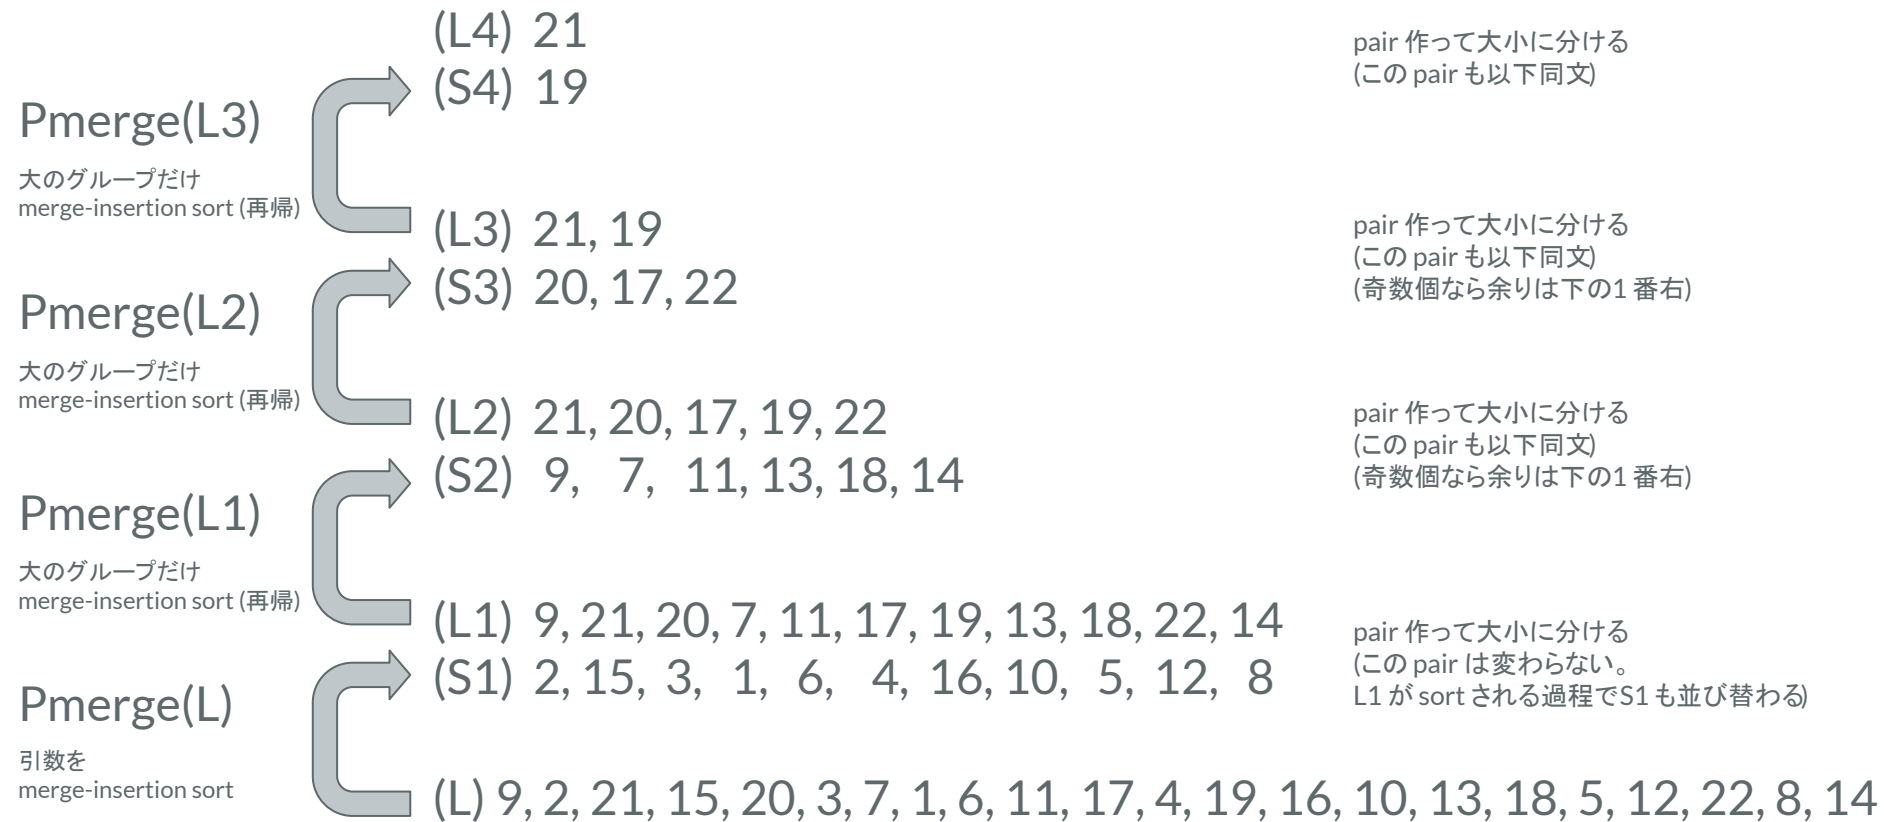 (L4) 21
(S4) 19
pair 作って大小に分ける
(この pair も以下同文)
Pmerge(L3)
大のグループだけ
merge-insertion sort (再帰)
(L3) 21, 19
(S3) 20, 17, 22
pair 作って大小に分ける
(この pair も以下同文)
(奇数個なら余りは下の1 番右)
Pmerge(L2)
大のグループだけ
merge-insertion sort (再帰)
(L2) 21, 20, 17, 19, 22
(S2) 9, 7, 11, 13, 18, 14
pair 作って大小に分ける
(この pair も以下同文)
(奇数個なら余りは下の1 番右)
Pmerge(L1)
大のグループだけ
merge-insertion sort (再帰)
(L1) 9, 21, 20, 7, 11, 17, 19, 13, 18, 22, 14
(S1) 2, 15, 3, 1, 6, 4, 16, 10, 5, 12, 8
pair 作って大小に分ける
(この pair は変わらない。
L1 が sort される過程でS1 も並び替わる)
Pmerge(L)
引数を
merge-insertion sort
(L) 9, 2, 21, 15, 20, 3, 7, 1, 6, 11, 17, 4, 19, 16, 10, 13, 18, 5, 12, 22, 8, 14